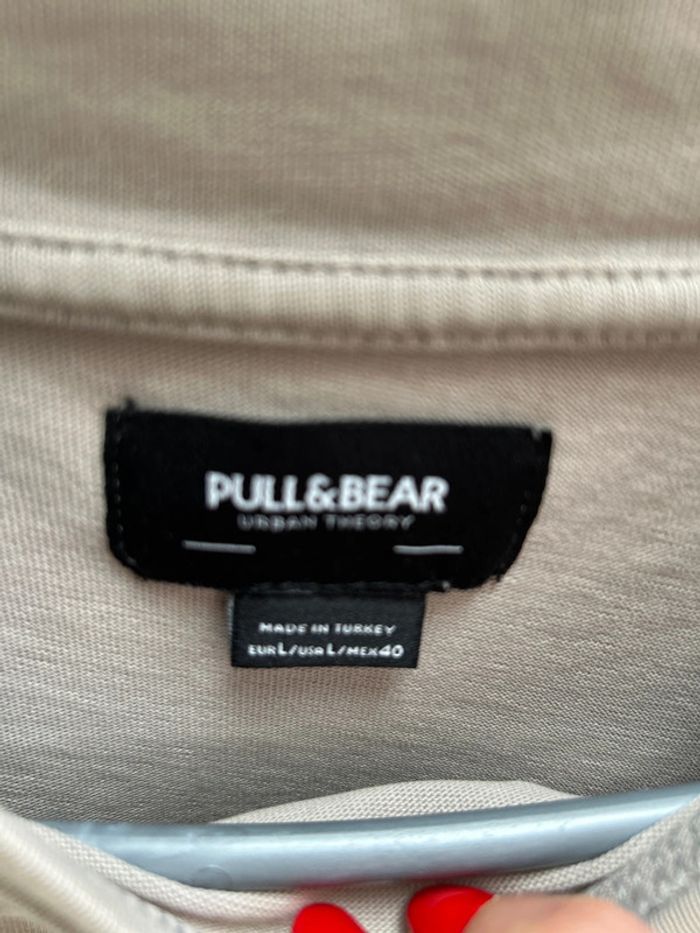 PULL&BEAR
URBAN THEORY
MADE IN TURKEY
EUR L/USA L/MEX 40